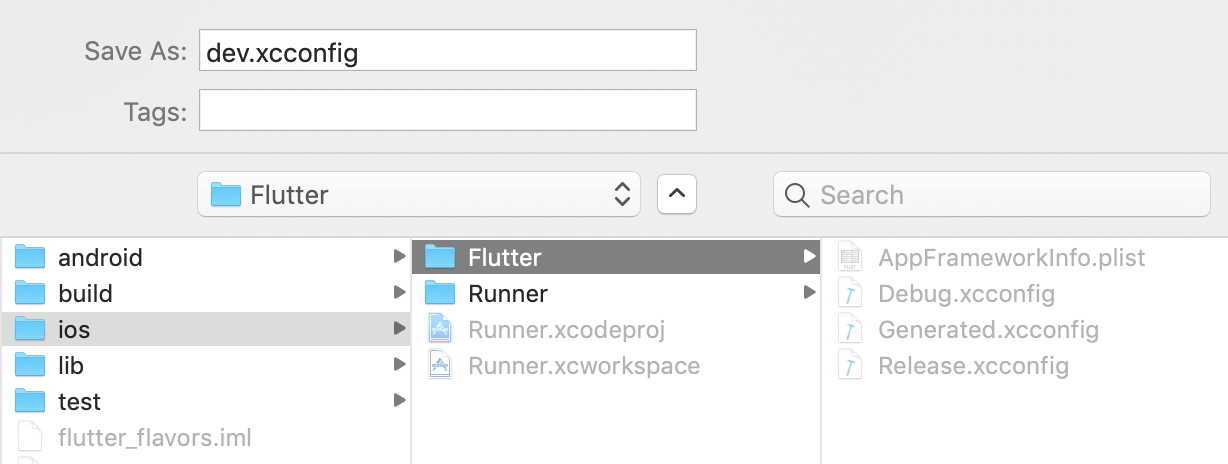 Save As: dev.xcconfig
Tags:
Flutter
Search
android
build
ios
lib
test
flutter_flavors.iml
Flutter
Runner
Runner.xcodeproj
Runner.xcworkspace
AppFrameworkInfo.plist
Debug.xcconfig
Generated.xcconfig
Release.xcconfig